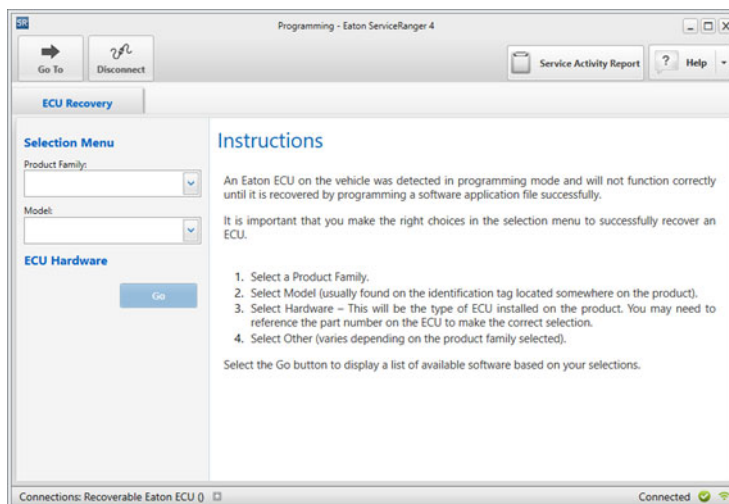 SR
Programming - Eaton ServiceRanger 4
Go To
Disconnect
Service Activity Report
? Help
ECU Recovery
Selection Menu
Product Family:
Model:
ECU Hardware
Go
Instructions
An Eaton ECU on the vehicle was detected in programming mode and will not function correctly
until it is recovered by programming a software application file successfully.
It is important that you make the right choices in the selection menu to successfully recover an
ECU.
1. Select a Product Family.
2. Select Model (usually found on the identification tag located somewhere on the product).
3. Select Hardware – This will be the type of ECU installed on the product. You may need to
reference the part number on the ECU to make the correct selection.
4. Select Other (varies depending on the product family selected).
Select the Go button to display a list of available software based on your selections.
Connections: Recoverable Eaton ECU ()
Connected